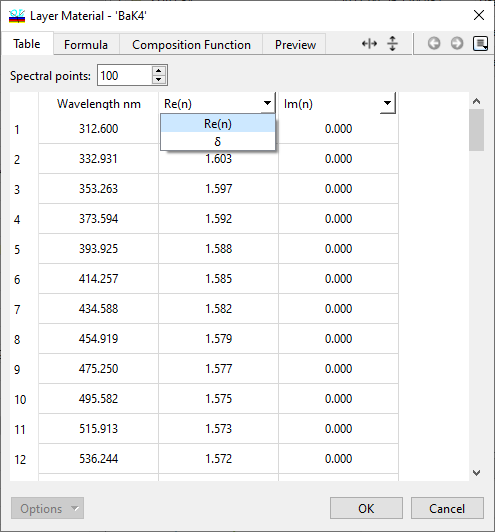 Layer Material - 'BaK4'
Table Formula Composition Function Preview
Spectral points: 100
Wavelength nm Re(n) Im(n)
Re(n)
δ
1 312.600 0.000
2 332.931 1.603 0.000
3 353.263 1.597 0.000
4 373.594 1.592 0.000
5 393.925 1.588 0.000
6 414.257 1.585 0.000
7 434.588 1.582 0.000
8 454.919 1.579 0.000
9 475.250 1.577 0.000
10 495.582 1.575 0.000
11 515.913 1.573 0.000
12 536.244 1.572 0.000
Options OK Cancel